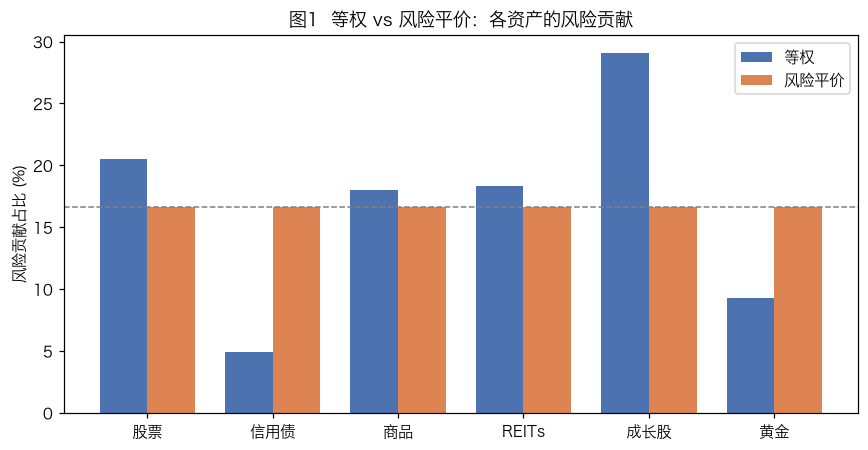 图1 等权 vs 风险平价：各资产的风险贡献
等权
风险平价
风险贡献占比 (%)
30
25
20
15
10
5
0
股票
信用债
商品
REITs
成长股
黄金